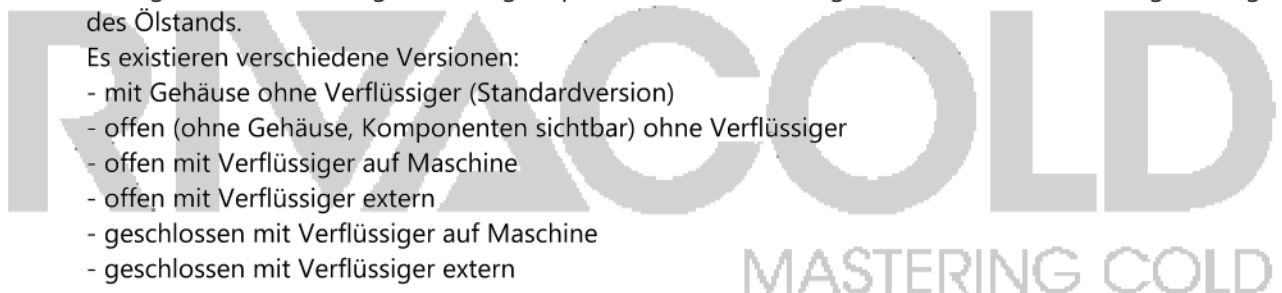 des Ölstands.
Es existieren verschiedene Versionen:
- mit Gehäuse ohne Verflüssiger (Standardversion)
- offen (ohne Gehäuse, Komponenten sichtbar) ohne Verflüssiger
- offen mit Verflüssiger auf Maschine
- offen mit Verflüssiger extern
- geschlossen mit Verflüssiger auf Maschine
- geschlossen mit Verflüssiger extern
RIVACOLD
MASTERING COLD